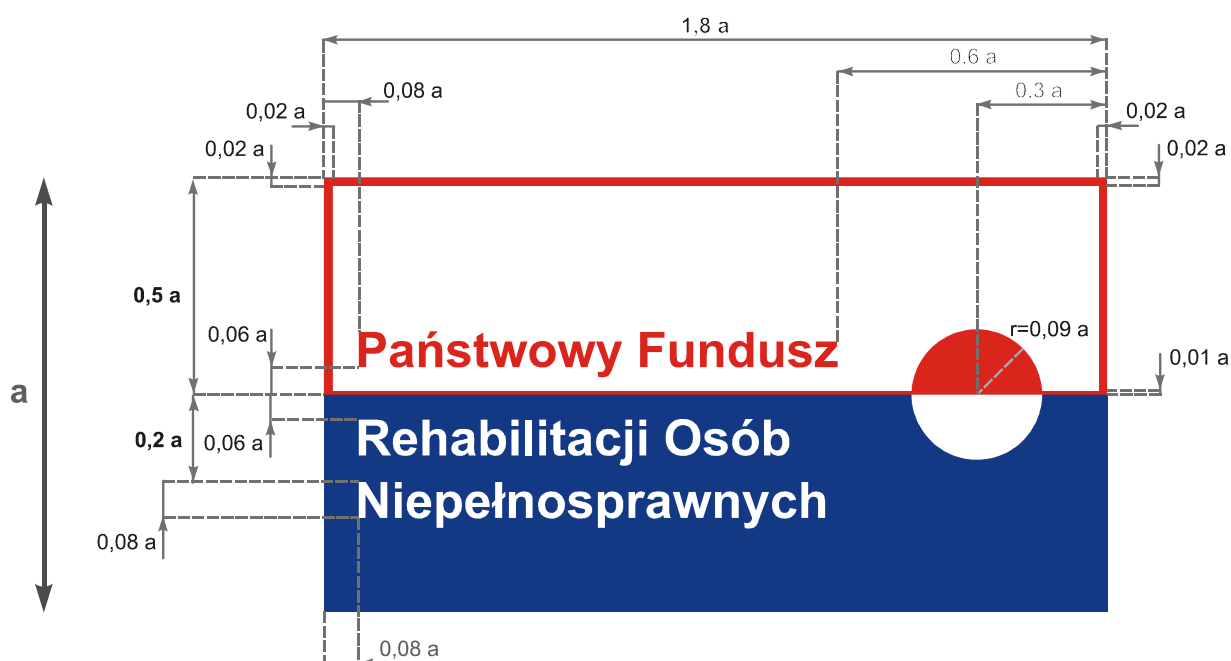 1,8 a
0.6 a
0,08 a
0.3 a
0,02 a
0,02 a
0,02 a
0,02 a
0,5 a
0,06 a
Państwowy Fundusz
r=0,09 a
0,01 a
a
0,2 a
0,06 a
Rehabilitacji Osób
Niepełnosprawnych
0,08 a
0,08 a